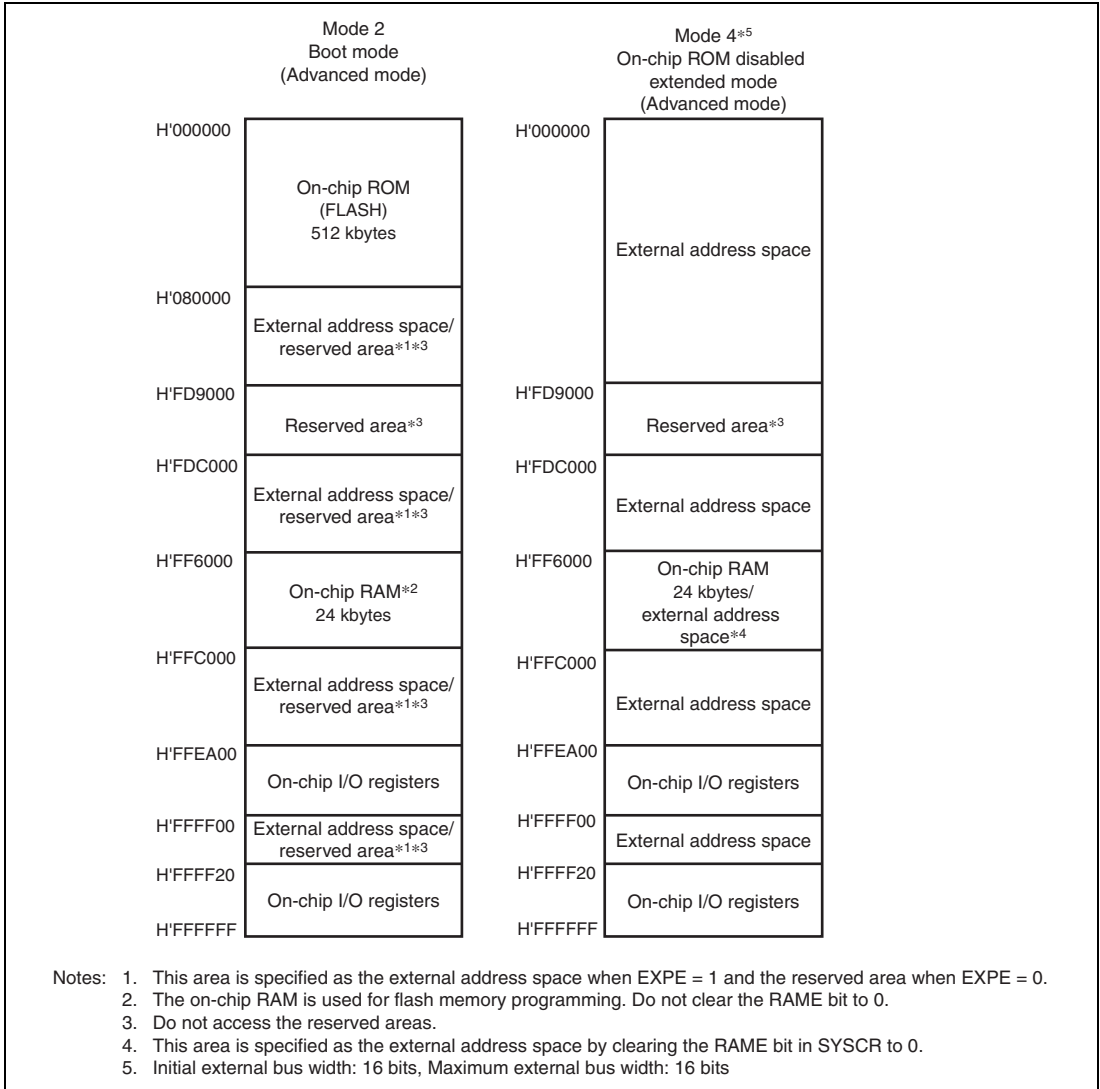 Mode 2
Boot mode
(Advanced mode)
H'000000
On-chip ROM
(FLASH)
512 kbytes
H'080000
External address space/
reserved area*1*3
H'FD9000
Reserved area*3
H'FDC000
External address space/
reserved area*1*3
H'FF6000
On-chip RAM*2
24 kbytes
H'FFC000
External address space/
reserved area*1*3
H'FFEA00
On-chip I/O registers
H'FFFF00
External address space/
reserved area*1*3
H'FFFF20
On-chip I/O registers
H'FFFFFF
Mode 4*5
On-chip ROM disabled
extended mode
(Advanced mode)
H'000000
External address space
H'FD9000
Reserved area*3
H'FDC000
External address space
H'FF6000
On-chip RAM
24 kbytes/
external address
space*4
H'FFC000
External address space
H'FFEA00
On-chip I/O registers
H'FFFF00
External address space
H'FFFF20
On-chip I/O registers
H'FFFFFF
Notes: 1. This area is specified as the external address space when EXPE = 1 and the reserved area when EXPE = 0.
2. The on-chip RAM is used for flash memory programming. Do not clear the RAME bit to 0.
3. Do not access the reserved areas.
4. This area is specified as the external address space by clearing the RAME bit in SYSCR to 0.
5. Initial external bus width: 16 bits, Maximum external bus width: 16 bits